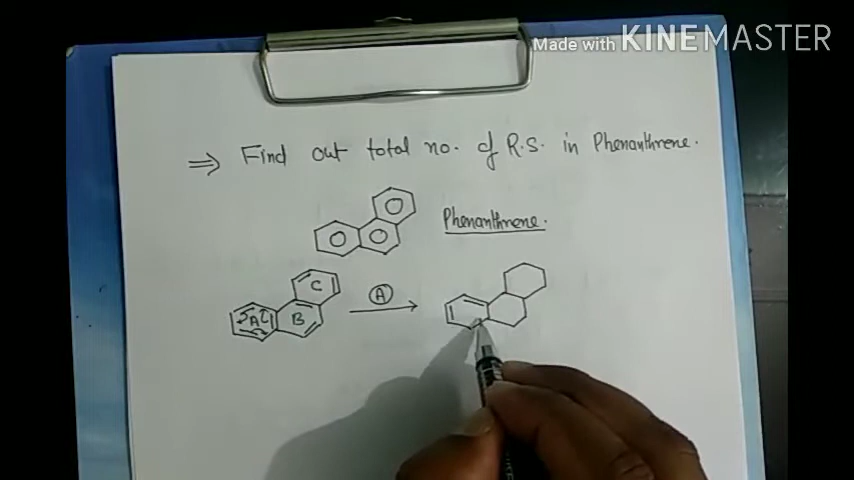 Made with KINEMASTER
⇒ Find out total no. of R.S. in Phenanthrene.
Phenanthrene.
A B C
A